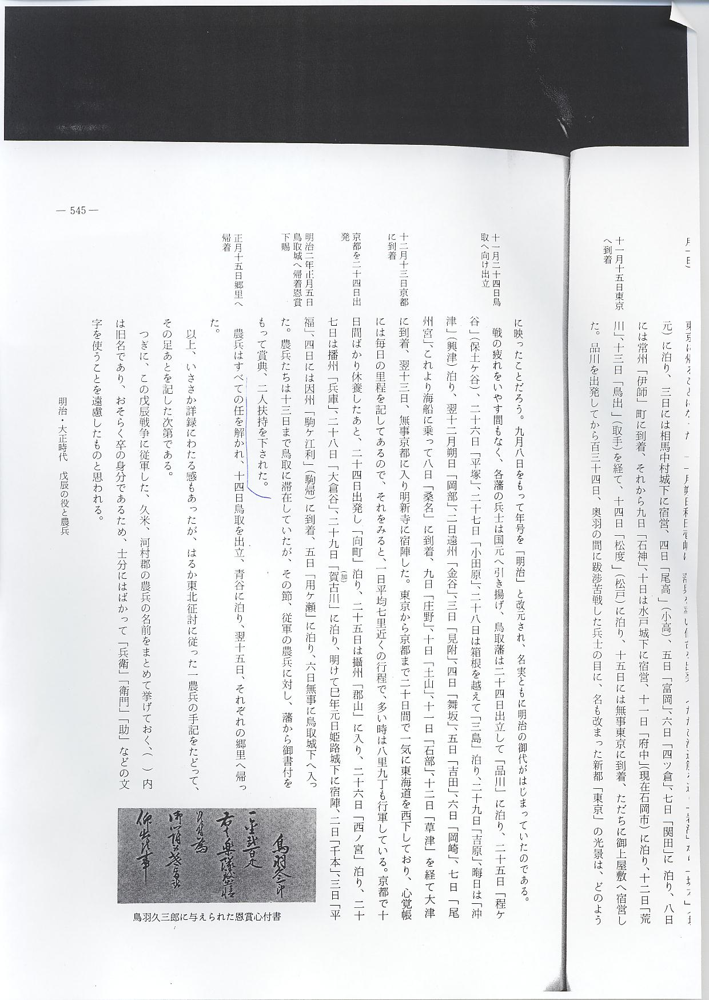 月一日)
十一月十五日東京
へ到着
元)に泊り、三日には相馬中村城下に宿営、四日「尾高」(小高)、五日「富岡」、六日「四ツ倉」、七日「関田」に泊り、八日
には常州「伊師」町に到着、それから九日「石神」、十日は水戸城下に宿営、十一日「府中」(現在石岡市)に泊り、十二日「荒
川」、十三日「鳥出」(取手)を経て、十四日「松度」(松戸)に泊り、十五日には無事東京に到着、ただちに御上屋敷へ宿営し
た。品川を出発してから百三十四日、奥羽の間に跋渉苦戦した兵士の目に、名も改まった新都「東京」の光景は、どのよう
に映ったことだろう。九月八日をもって年号を「明治」と改元され、名実ともに明治の御代がはじまっていたのである。
十一月二十四日鳥
取へ向け出立
戦の疲れをいやす間もなく、各藩の兵士は国元へ引き揚げ、鳥取藩は二十四日出立して「品川」に泊り、二十五日「程ケ
谷」(保土ケ谷)、二十六日「平塚」、二十七日「小田原」、二十八日は箱根を越えて「三島」泊り、二十九日「吉原」、晦日は「沖
津」(興津)泊り、翌十二月朔日「岡部」、二日遠州「金谷」、三日「見附」、四日「舞坂」、五日「吉田」、六日「岡崎」、七日「尾
州宮」、これより海船に乗って八日「桑名」に到着、九日「庄野」、十日「土山」、十一日「石部」、十二日「草津」を経て大津
十二月十三日京都
に到着
に到着、翌十三日、無事京都に入り明新寺に宿陣した。東京から京都まで二十日間で一気に東海道を西下しており、心覚帳
には毎日の里程を記してあるので、それをみると、一日平均七里近くの行程で、多い時は八里九丁も行軍している。京都で十
京都を二十四日出
発
日間ばかり休養したあと、二十四日出発し「向町」泊り、二十五日は攝州「郡山」に入り、二十六日「西ノ宮」泊り、二十
七日は播州「兵庫」、二十八日「大倉谷」、二十九日「賀古川」に泊り、明けて巳年元日姫路城下に宿陣、二日「千本」、三日「平
(加)
明治二年正月五日
鳥取城へ帰着恩賞
下賜
福」、四日には因州「駒ケ江利」(駒帰)に到着、五日「用ケ瀬」に泊り、六日無事に鳥取城下へ入っ
た。農兵たちは十三日まで鳥取に滞在していたが、その節、従軍の農兵に対し、藩から御書付を
もって賞典、二人扶持を下された。
正月十五日郷里へ
帰着
農兵はすべての任を解かれ、十四日鳥取を出立、青谷に泊り、翌十五日、それぞれの郷里へ帰っ
た。
以上、いささか詳録にわたる感もあったが、はるか東北征討に従った一農兵の手記をたどって、
その足あとを記した次第である。
つぎに、この戊辰戦争に従軍した、久米、河村郡の農兵の名前をまとめて挙げておく、( )内
は旧名であり、おそらく卒の身分であるため、士分にはばかって「兵衛」「衛門」「助」などの文
字を使うことを遠慮したものと思われる。
鳥羽久三郎に与えられた恩賞心付書
明治・大正時代 戊辰の役と農兵
— 545 —